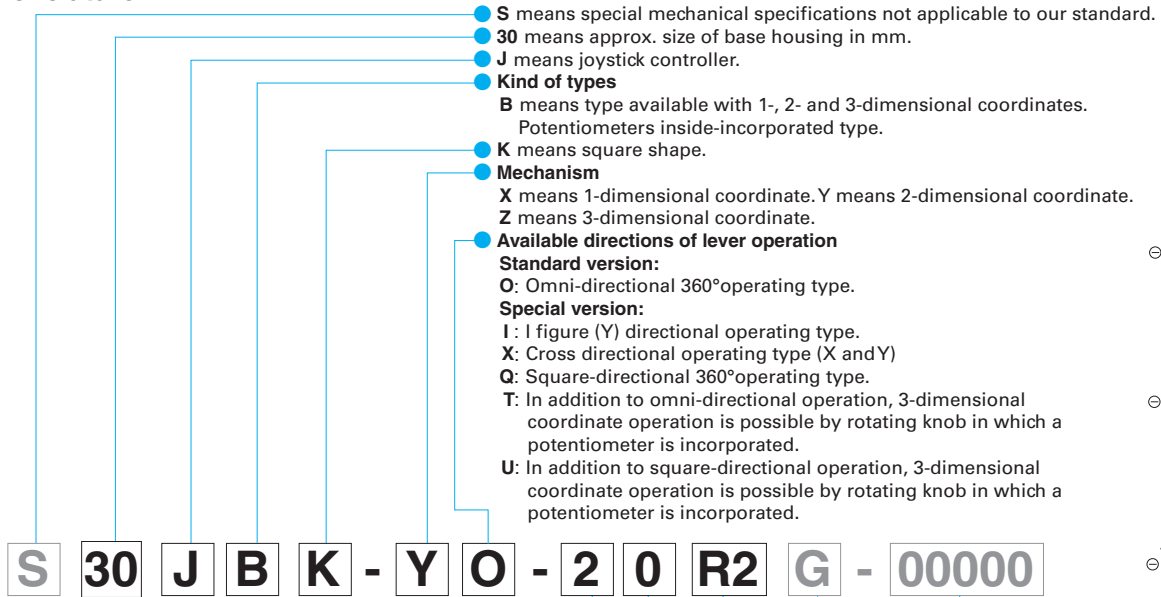 S means special mechanical specifications not applicable to our standard.
30 means approx. size of base housing in mm.
J means joystick controller.
Kind of types
B means type available with 1-, 2- and 3-dimensional coordinates.
Potentiometers inside-incorporated type.
K means square shape.
Mechanism
X means 1-dimensional coordinate. Y means 2-dimensional coordinate.
Z means 3-dimensional coordinate.
Available directions of lever operation
Standard version:
O: Omni-directional 360°operating type.
Special version:
I : I figure (Y) directional operating type.
X: Cross directional operating type (X and Y)
Q: Square-directional 360°operating type.
T: In addition to omni-directional operation, 3-dimensional
coordinate operation is possible by rotating knob in which a
potentiometer is incorporated.
U: In addition to square-directional operation, 3-dimensional
coordinate operation is possible by rotating knob in which a
potentiometer is incorporated.
S 30 J B K - Y O - 2 0 R2 G - 00000